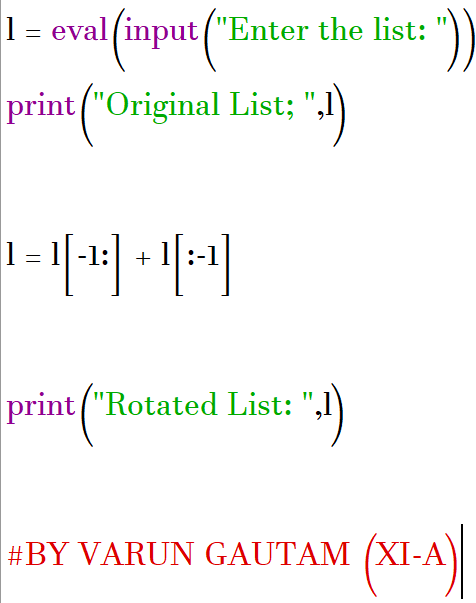 l = eval(input("Enter the list: "))
print("Original List; ",l)
l = l[-1:] + l[:-1]
print("Rotated List: ",l)
#BY VARUN GAUTAM (XI-A)